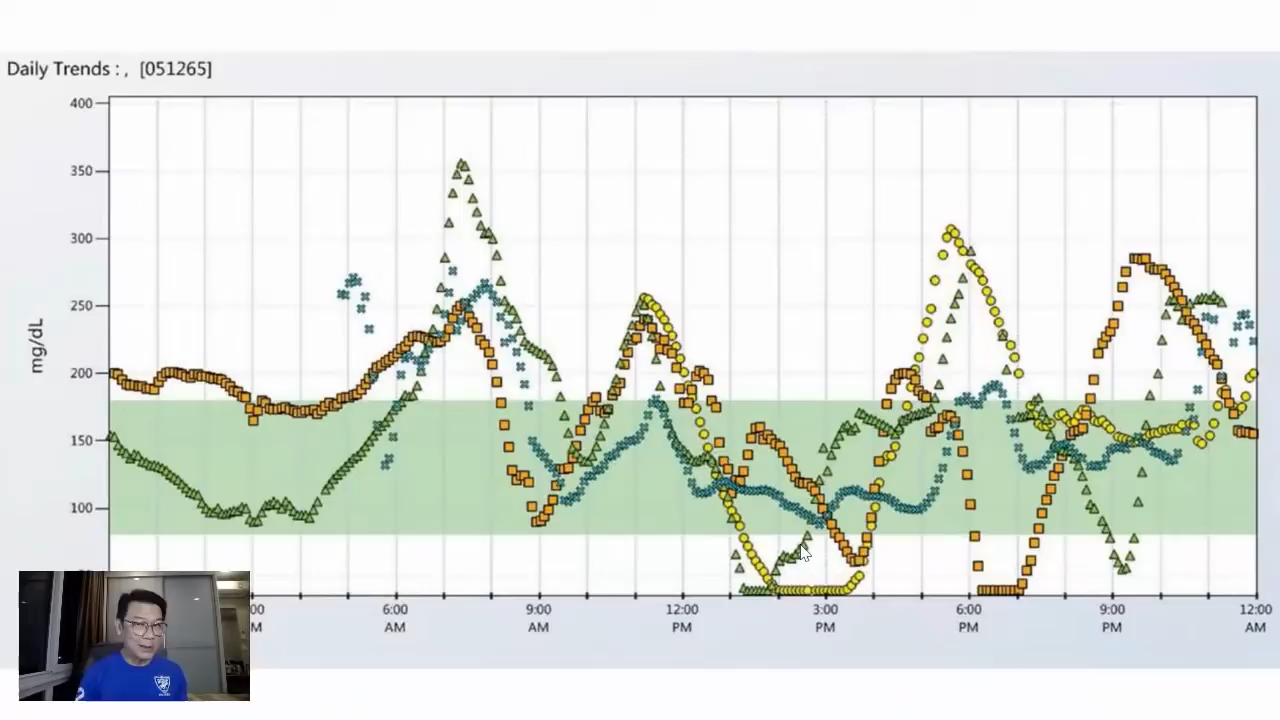 Daily Trends : , [051265]
400
350
300
250
200
150
100
mg/dL
6:00 AM
9:00 AM
12:00 PM
3:00 PM
6:00 PM
9:00 PM
12:00 AM